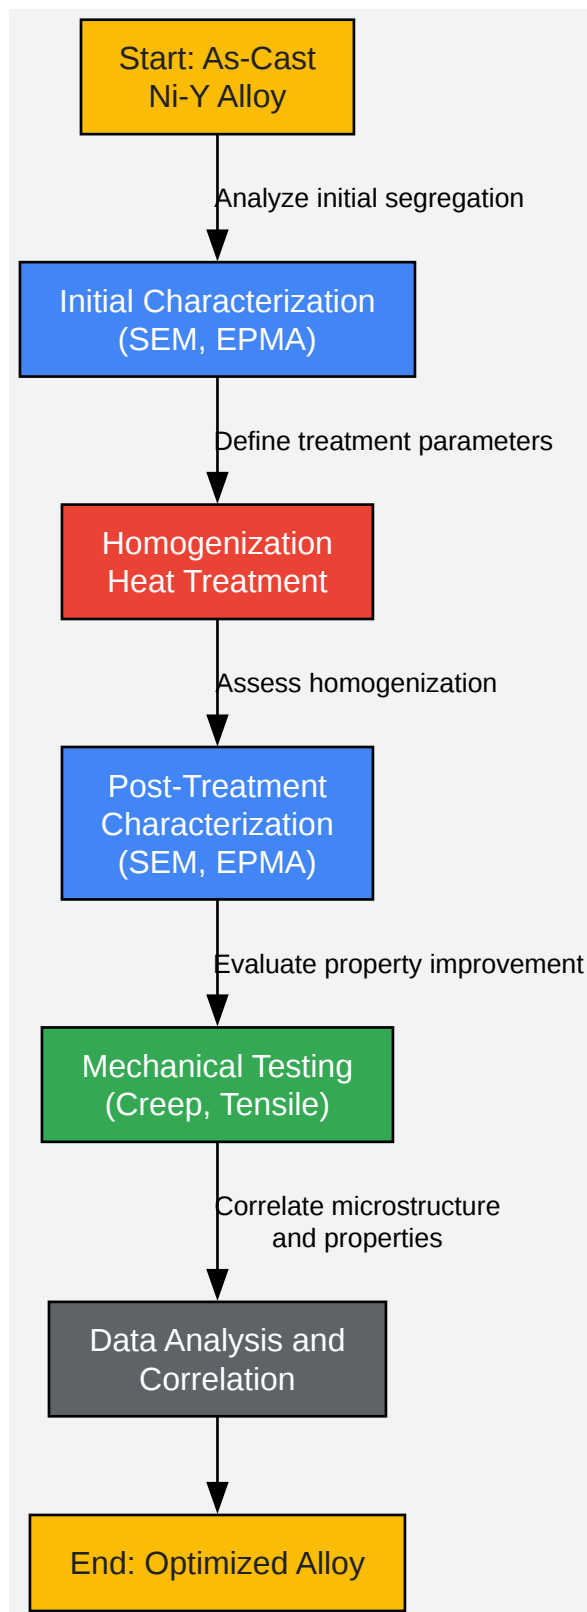 Start: As-Cast
Ni-Y Alloy
Analyze initial segregation
Initial Characterization
(SEM, EPMA)
Define treatment parameters
Homogenization
Heat Treatment
Assess homogenization
Post-Treatment
Characterization
(SEM, EPMA)
Evaluate property improvement
Mechanical Testing
(Creep, Tensile)
Correlate microstructure
and properties
Data Analysis and
Correlation
End: Optimized Alloy